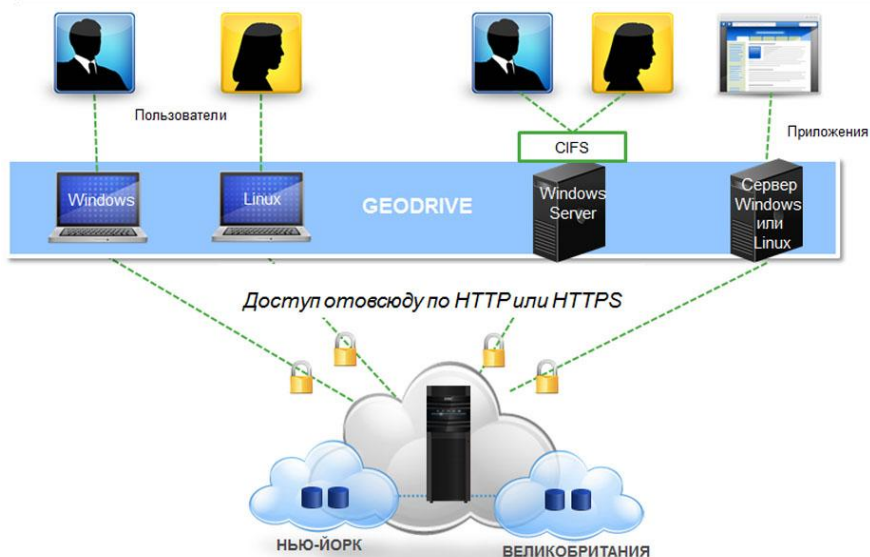 Пользователи
Приложения
CIFS
Windows
Linux
GEODRIVE
Windows
Server
Сервер
Windows
или
Linux
Доступ отовсюду по HTTP или HTTPS
НЬЮ-ЙОРК
ВЕЛИКОБРИТАНИЯ